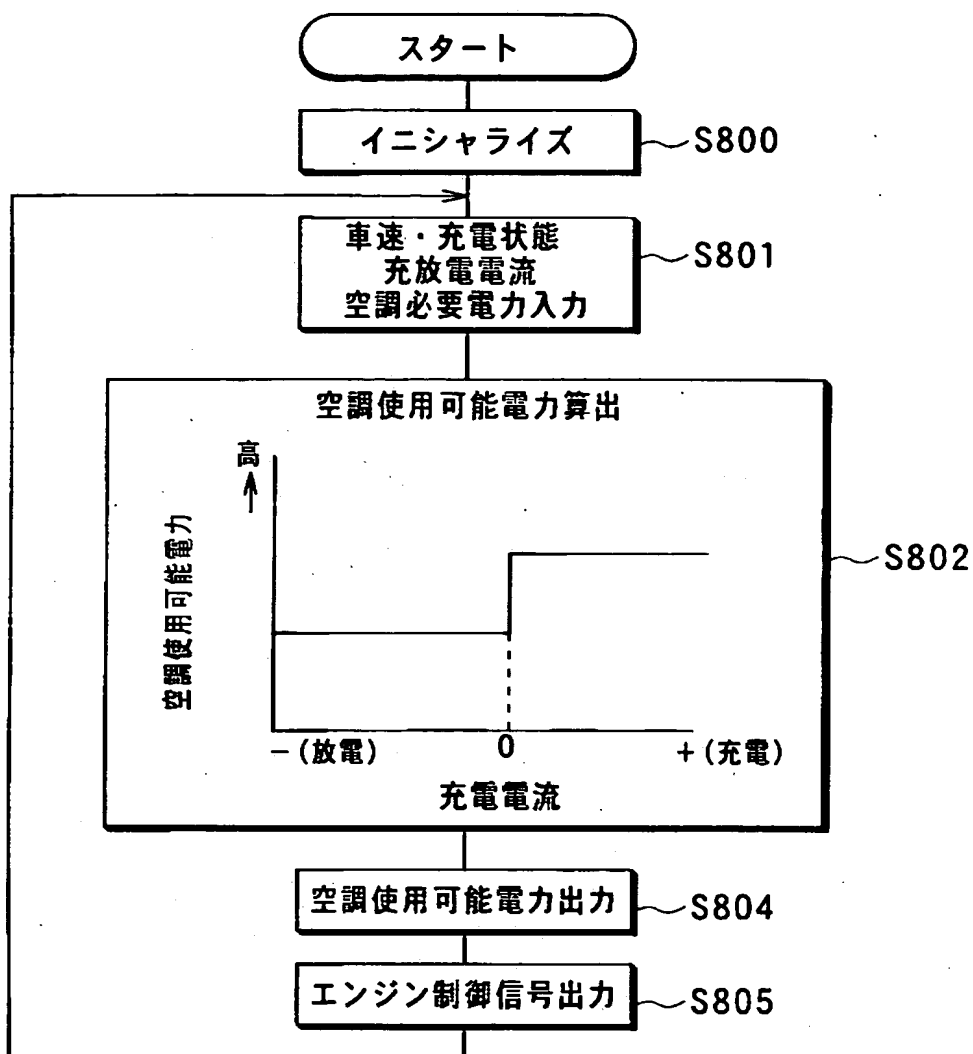 スタート
イニシャライズ
S800
車速・充電状態
充放電電流
空調必要電力入力
S801
空調使用可能電力算出
高
空調使用可能電力
S802
－(放電)
0
＋(充電)
充電電流
空調使用可能電力出力
S804
エンジン制御信号出力
S805